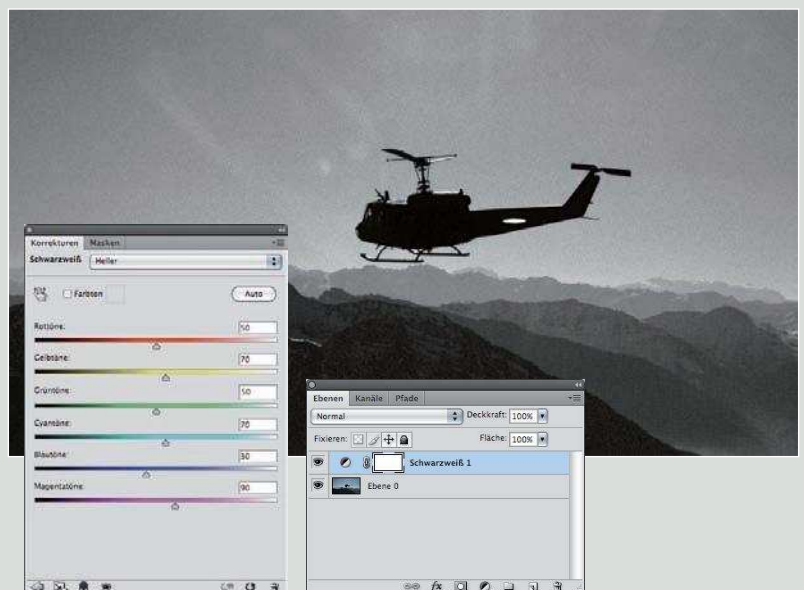 Korrekturen Masken
Schwarzweiß Heller
Farbton Auto
Rottöne: 50
Gelbtöne: 70
Grüntöne: 50
Cyantöne: 70
Blautöne: 30
Magentatöne: 90
Ebenen Kanäle Pfade
Normal Deckkraft: 100%
Fixieren: Fläche: 100%
Schwarzweiß 1
Ebene 0
fx